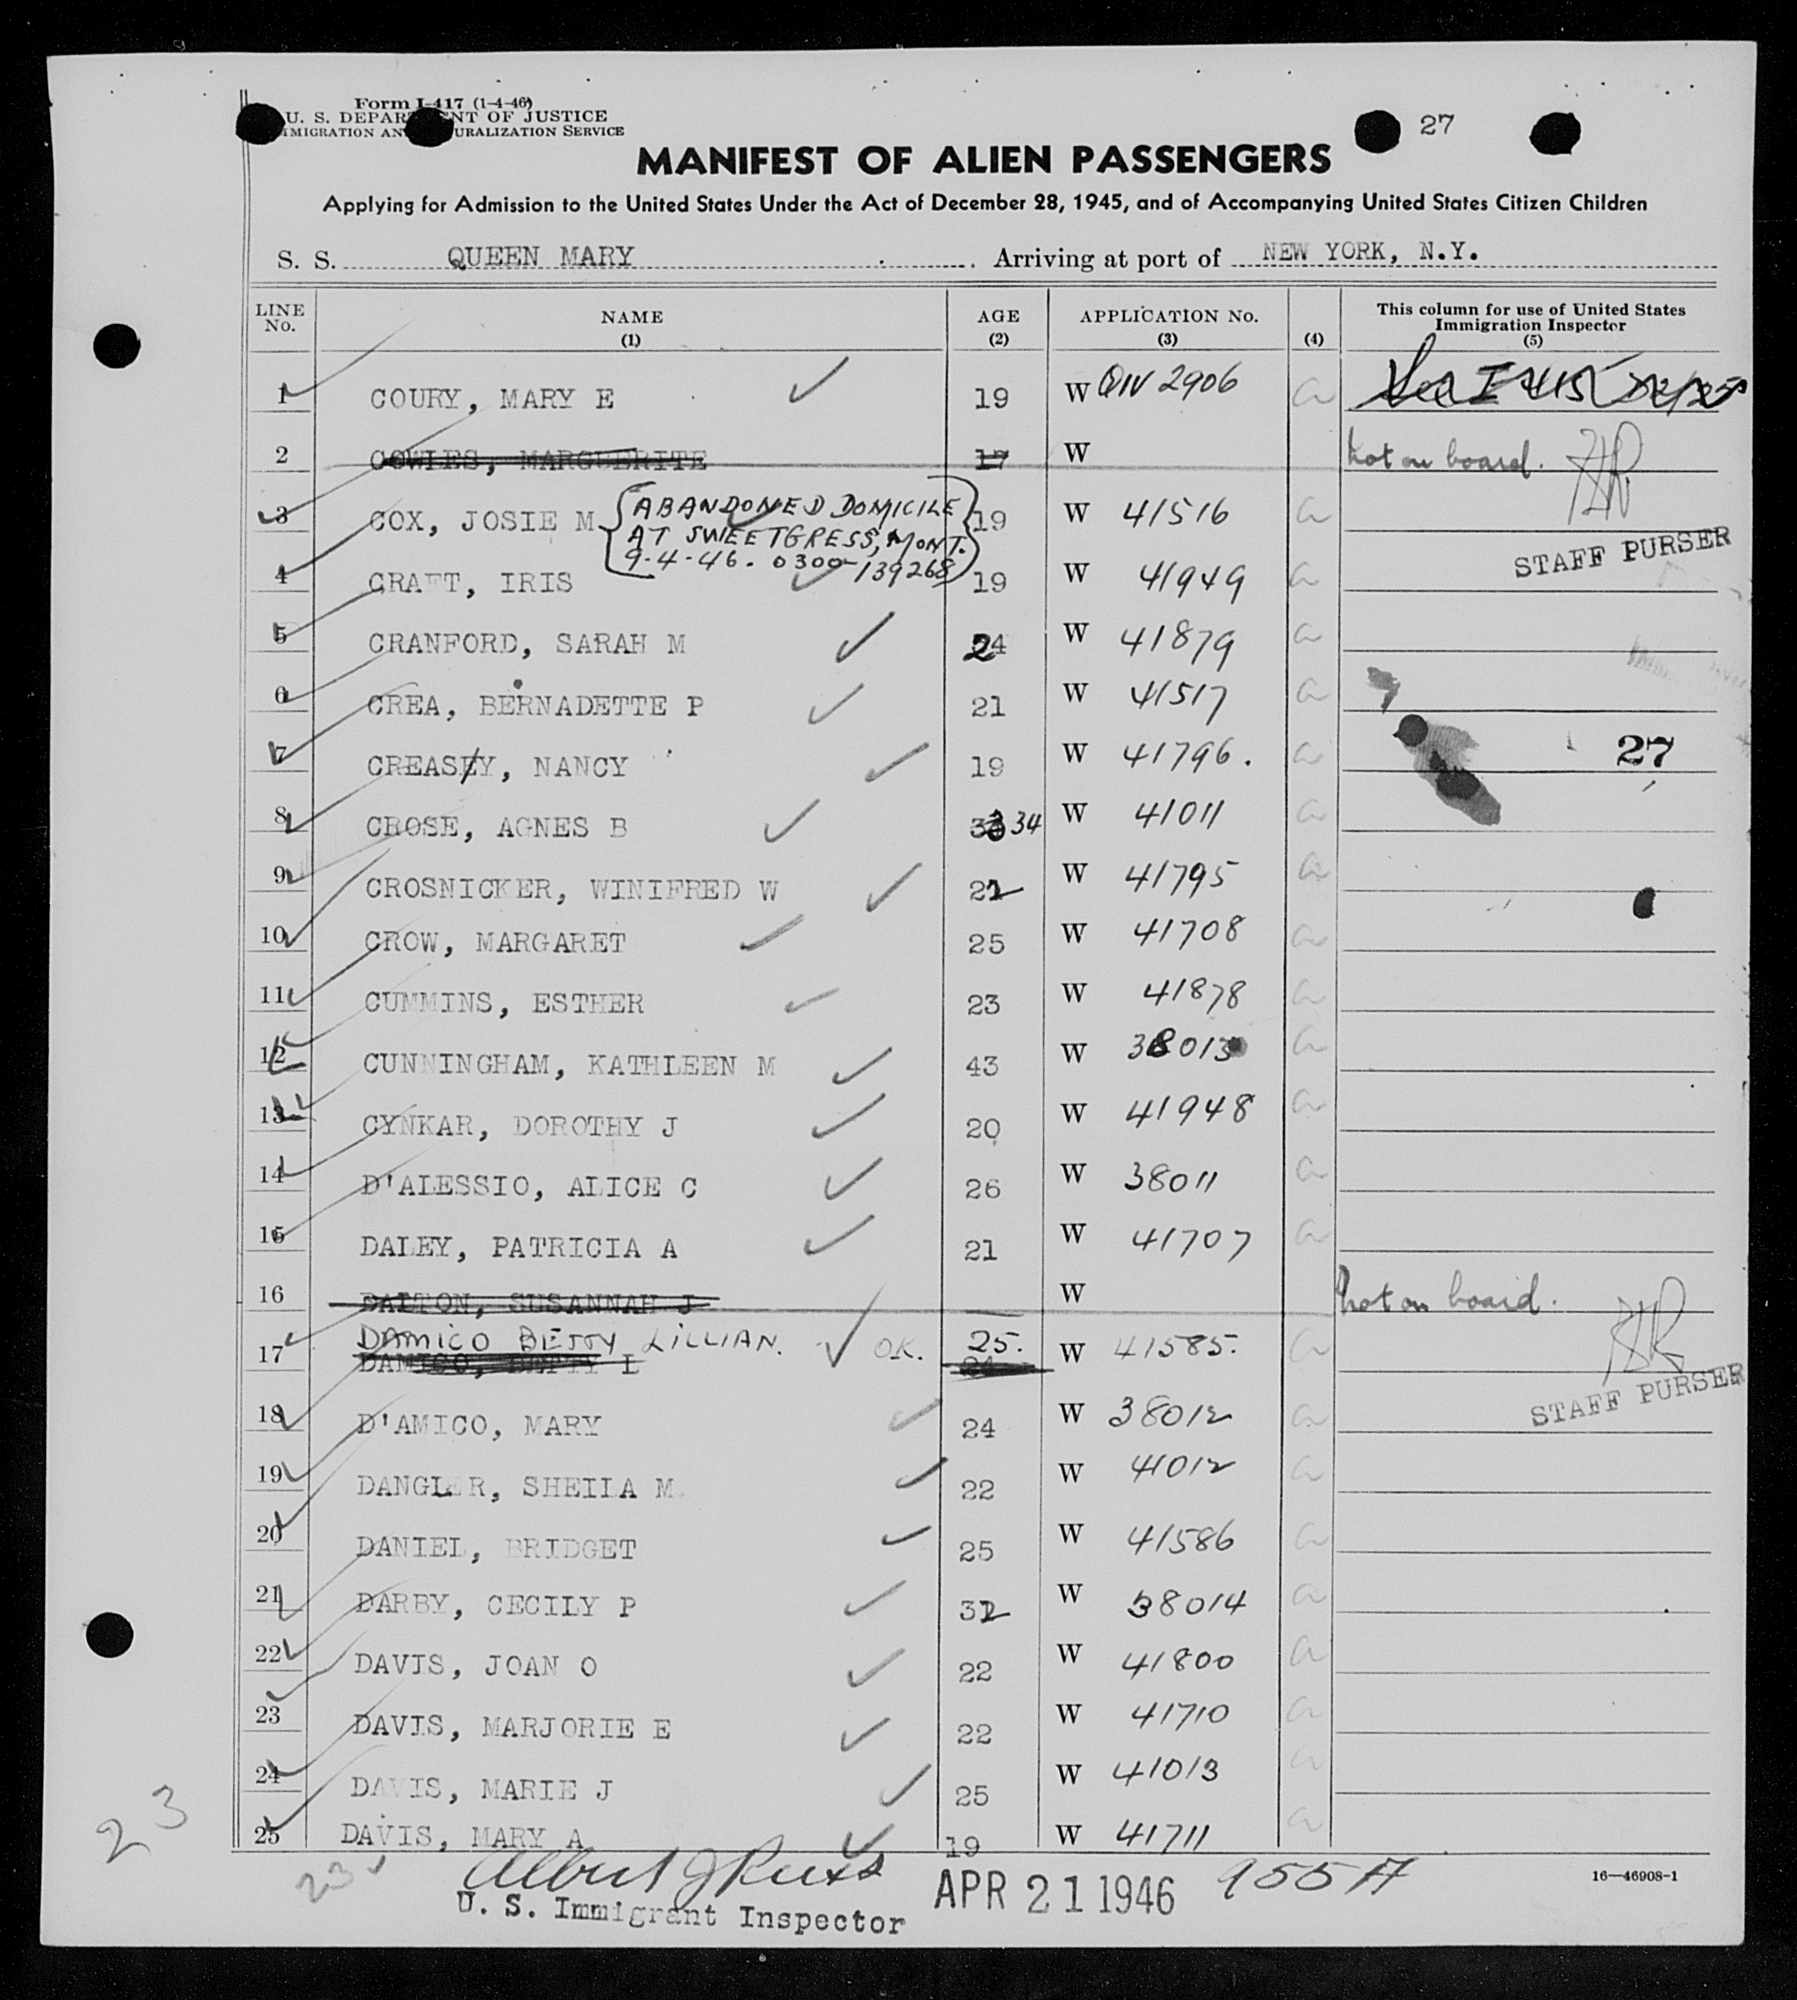 Form I-417 (1-4-46)
U. S. DEPARTMENT OF JUSTICE
IMMIGRATION AND NATURALIZATION SERVICE
27
MANIFEST OF ALIEN PASSENGERS
Applying for Admission to the United States Under the Act of December 28, 1945, and of Accompanying United States Citizen Children
S. S. QUEEN MARY Arriving at port of NEW YORK, N.Y.
LINE No. NAME (1) AGE (2) APPLICATION No. (3) (4) This column for use of United States Immigration Inspector (5)
1 COURY, MARY E 19 W QIV 2906 a
2 COWLES, MARGUERITE 17 W not on board.
3 COX, JOSIE M 19 W 41516 a
{ABANDONED DOMICILE
AT SWEETGRESS, MONT.
9-4-46. 0300-139268}
STAFF PURSER
4 CRAFT, IRIS 19 W 41949 a
5 CRANFORD, SARAH M 24 W 41879 a
6 CREA, BERNADETTE P 21 W 41517 a
7 CREASEY, NANCY 19 W 41796. a 27
8 CROSE, AGNES B 34 W 41011 a
9 CROSNICKER, WINIFRED W 22 W 41795 a
10 CROW, MARGARET 25 W 41708 a
11 CUMMINS, ESTHER 23 W 41878 a
12 CUNNINGHAM, KATHLEEN M 43 W 38013 a
13 CYNKAR, DOROTHY J 20 W 41948 a
14 D'ALESSIO, ALICE C 26 W 38011 a
15 DALEY, PATRICIA A 21 W 41707 a
16 DALTON, SUSANNAH J W not on board.
17 DAMICO BETTY LILLIAN. OK. 25. W 41585. a
DAMICO, BETTY L 24
STAFF PURSER
18 D'AMICO, MARY 24 W 38012 a
19 DANGLER, SHEILA M 22 W 41012 a
20 DANIEL, BRIDGET 25 W 41586 a
21 DARBY, CECILY P 32 W 38014 a
22 DAVIS, JOAN O 22 W 41800 a
23 DAVIS, MARJORIE E 22 W 41710 a
24 DAVIS, MARIE J 25 W 41013 a
25 DAVIS, MARY A 19 W 41711 a
23
23
Albert J
U. S. Immigrant Inspector APR 21 1946 955 A
16—46908-1